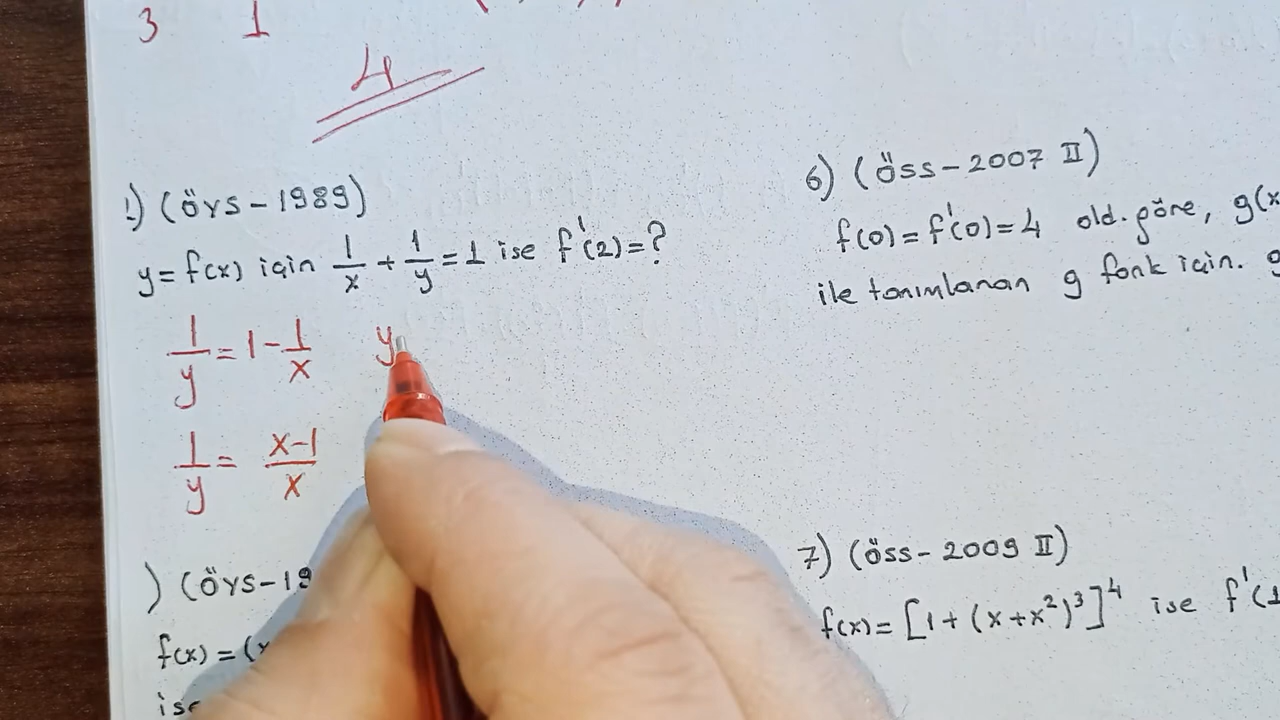 3 1
4
1) (ÖYS-1989)
y=f(x) için 1/x + 1/y = 1 ise f'(2)=?
1/y = 1 - 1/x
y
1/y = (x-1)/x
) (ÖYS-19
f(x) = (x
ise
6) (ÖSS-2007 II)
f(0)=f'(0)=4 old. göre, g(x
ile tanımlanan g fonk için. g
7) (ÖSS-2009 II)
f(x)= [1+(x+x²)³]⁴ ise f'(1